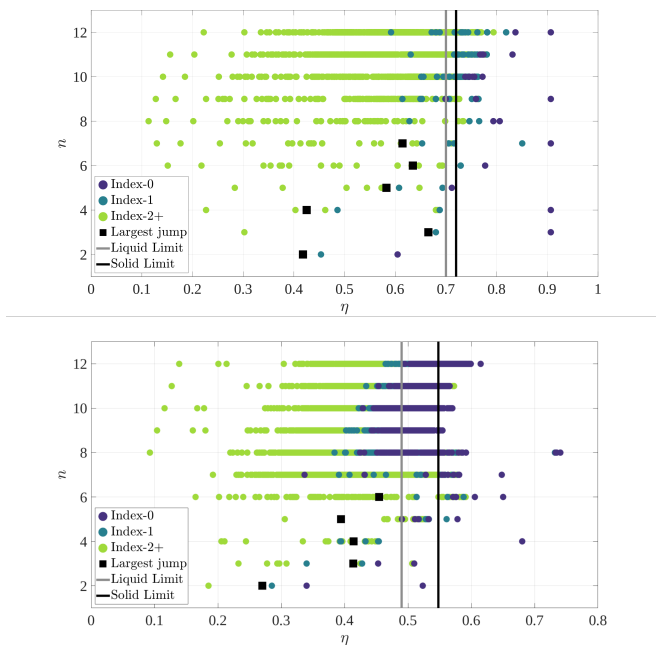 12
10
8
n
6
Index-0
Index-1
Index-2+
Largest jump
Liquid Limit
Solid Limit
4
2
0 0.1 0.2 0.3 0.4 0.5 0.6 0.7 0.8 0.9 1
η
12
10
8
n
6
Index-0
Index-1
Index-2+
Largest jump
Liquid Limit
Solid Limit
4
2
0 0.1 0.2 0.3 0.4 0.5 0.6 0.7 0.8
η